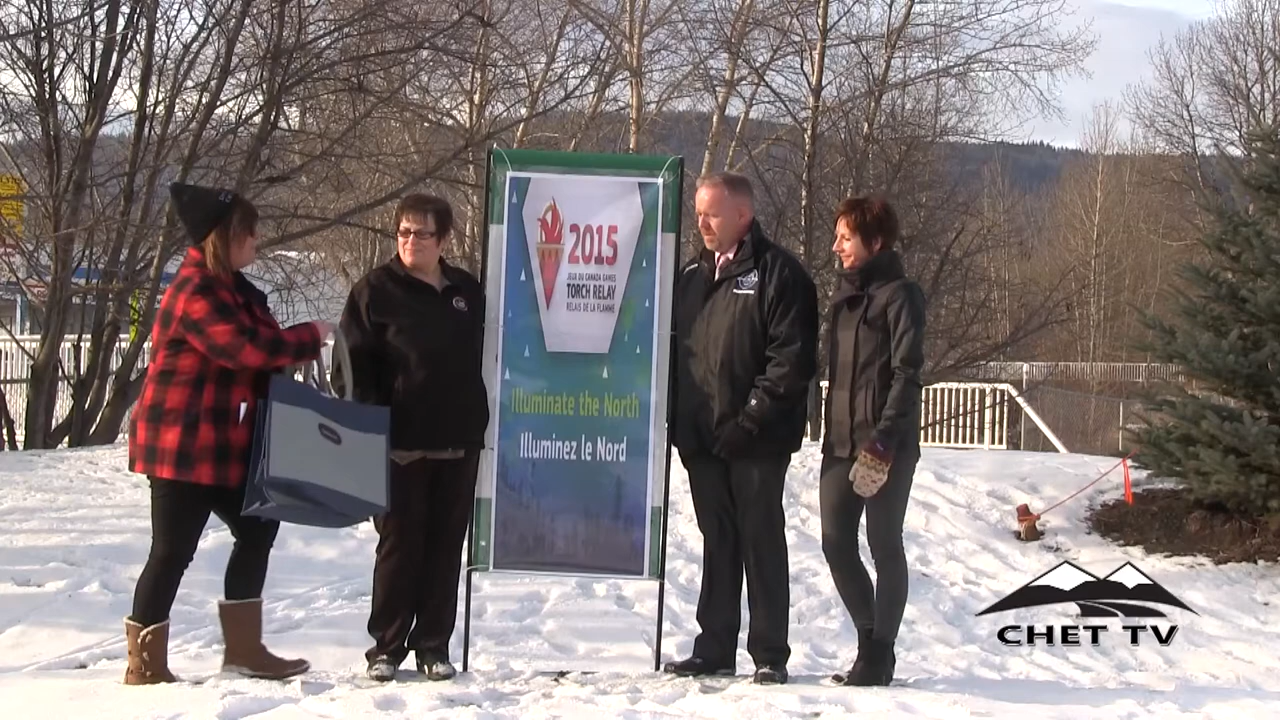 2015
JEUX DU CANADA GAMES
TORCH RELAY
RELAIS DE LA FLAMME
Illuminate the North
Illuminez le Nord
CHET TV